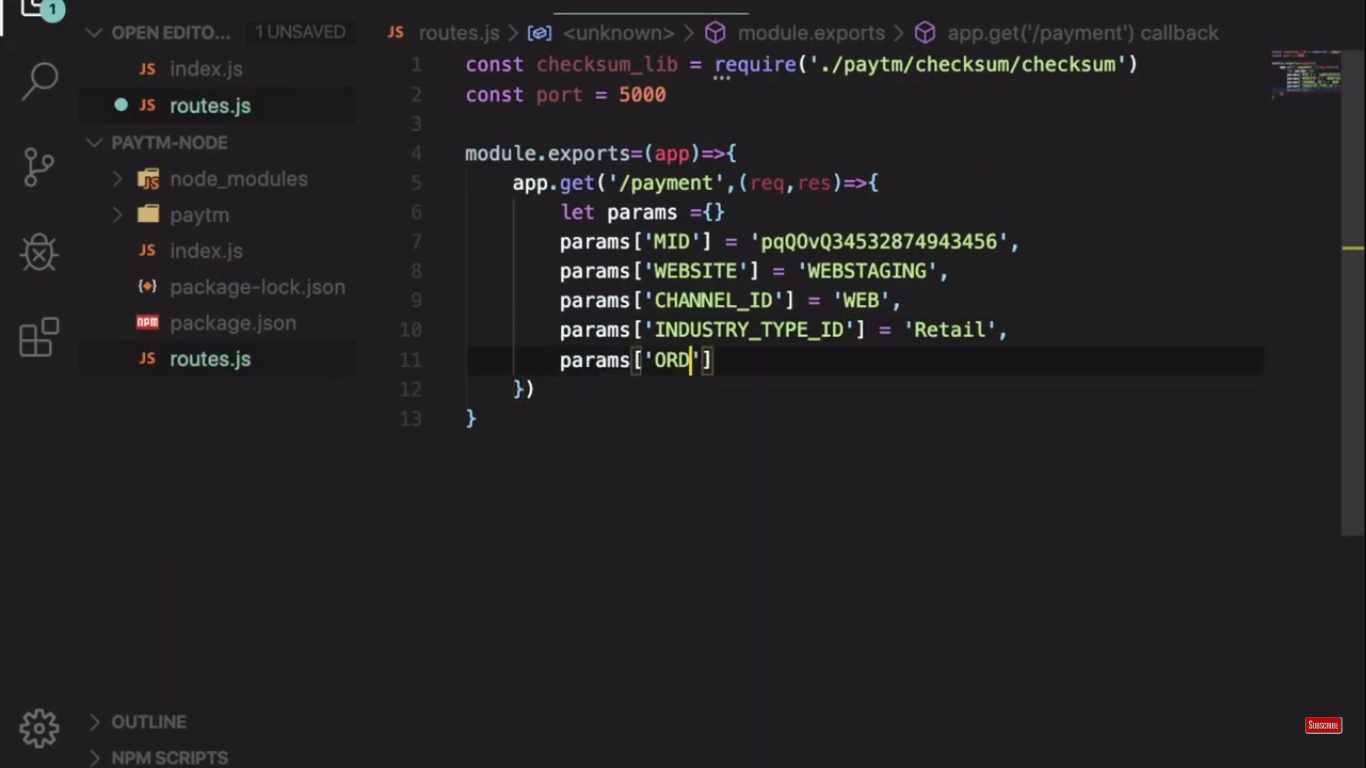 1
OPEN EDITO... 1 UNSAVED
JS index.js
JS routes.js
PAYTM-NODE
JS node_modules
paytm
JS index.js
package-lock.json
npm package.json
JS routes.js
OUTLINE
NPM SCRIPTS
JS routes.js > <unknown> > module.exports > app.get('/payment') callback
1 const checksum_lib = require('./paytm/checksum/checksum')
2 const port = 5000
3
4 module.exports=(app)=>{
5 app.get('/payment',(req,res)=>{
6 let params ={}
7 params['MID'] = 'pqQOvQ34532874943456',
8 params['WEBSITE'] = 'WEBSTAGING',
9 params['CHANNEL_ID'] = 'WEB',
10 params['INDUSTRY_TYPE_ID'] = 'Retail',
11 params['ORD']
12 })
13 }
SUBSCRIBE